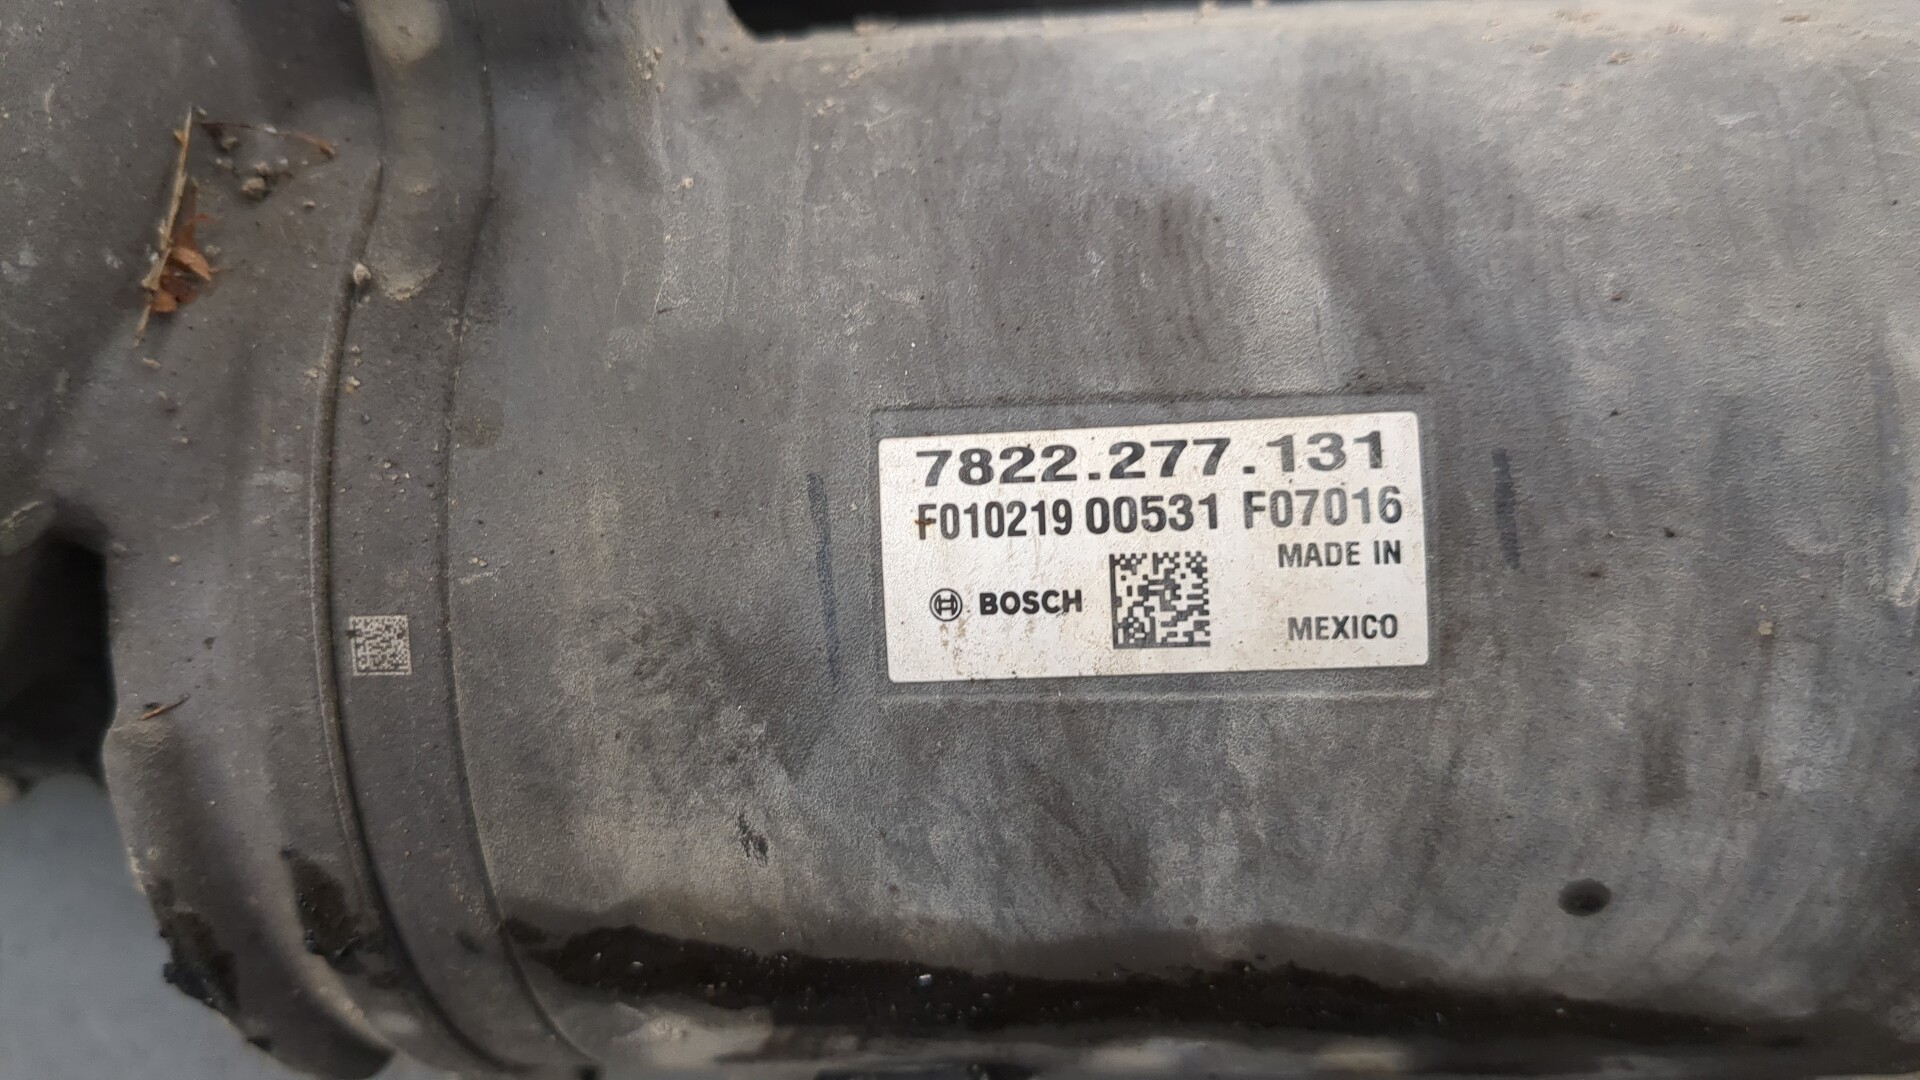 7822.277.131
F010219 00531 F07016
MADE IN
BOSCH
MEXICO